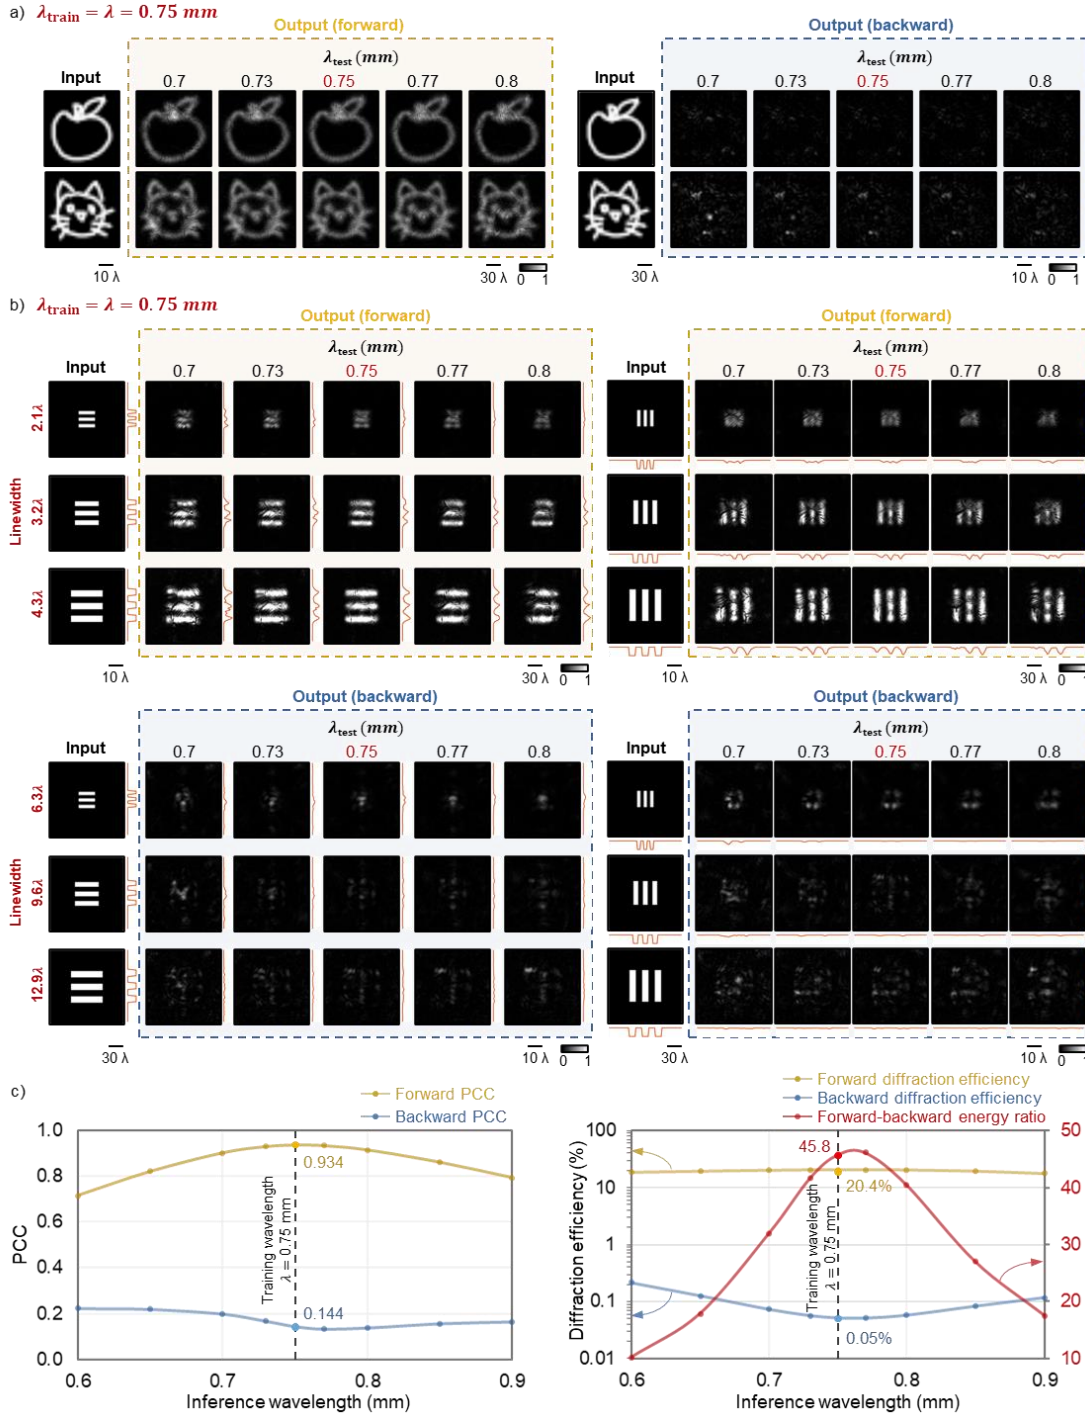 a) λtrain = λ = 0.75 mm
Output (forward)
λtest (mm)
Input 0.7 0.73 0.75 0.77 0.8
10 λ 30 λ 0 1
Output (backward)
λtest (mm)
Input 0.7 0.73 0.75 0.77 0.8
30 λ 10 λ 0 1
b) λtrain = λ = 0.75 mm
Output (forward)
λtest (mm)
Input 0.7 0.73 0.75 0.77 0.8
Linewidth
2.1λ
3.2λ
4.3λ
10 λ 30 λ 0 1
Output (forward)
λtest (mm)
Input 0.7 0.73 0.75 0.77 0.8
10 λ 30 λ 0 1
Output (backward)
λtest (mm)
Input 0.7 0.73 0.75 0.77 0.8
Linewidth
6.3λ
9.6λ
12.9λ
30 λ 10 λ 0 1
Output (backward)
λtest (mm)
Input 0.7 0.73 0.75 0.77 0.8
30 λ 10 λ 0 1
c)
Forward PCC
Backward PCC
PCC
1.0
0.8
0.6
0.4
0.2
0.0
0.934
0.144
Training wavelength
λ = 0.75 mm
0.6 0.7 0.8 0.9
Inference wavelength (mm)
Forward diffraction efficiency
Backward diffraction efficiency
Forward-backward energy ratio
Diffraction efficiency (%)
100
10
1
0.1
0.01
45.8
20.4%
0.05%
Training wavelength
λ = 0.75 mm
50
40
30
20
10
0.6 0.7 0.8 0.9
Inference wavelength (mm)